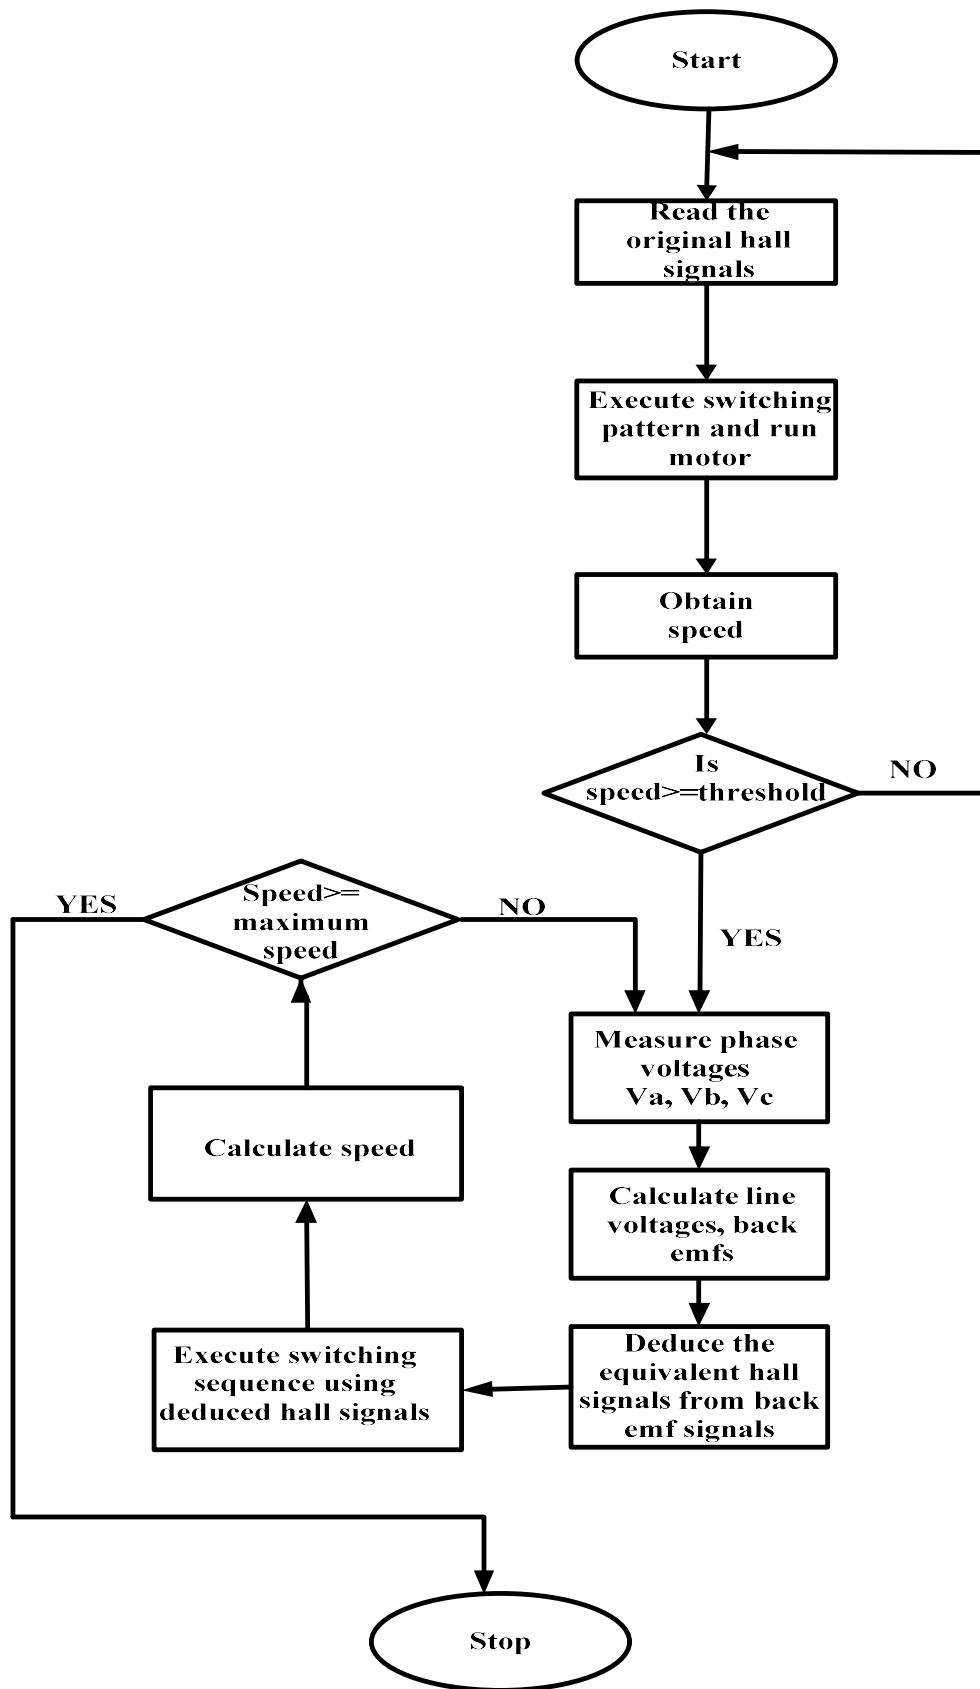 Start
Read the
original hall
signals
Execute switching
pattern and run
motor
Obtain
speed
Is
speed>=threshold
NO
YES
Speed>=
maximum
speed
YES
NO
Measure phase
voltages
Va, Vb, Vc
Calculate line
voltages, back
emfs
Deduce the
equivalent hall
signals from back
emf signals
Execute switching
sequence using
deduced hall signals
Calculate speed
Stop